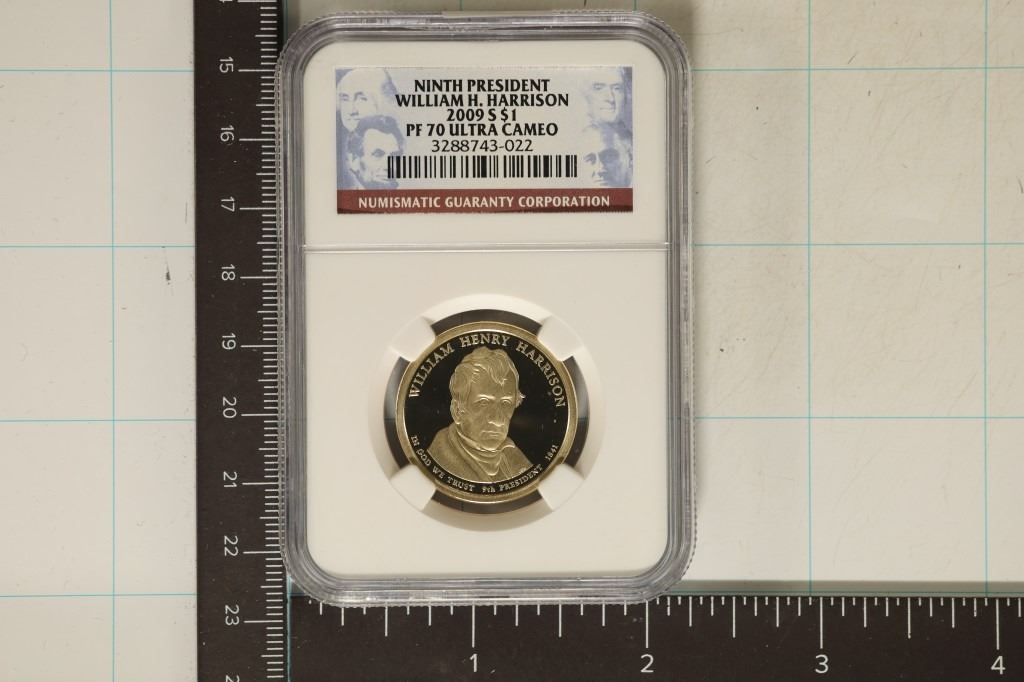 NINTH PRESIDENT
WILLIAM H. HARRISON
2009 S $1
PF 70 ULTRA CAMEO
3288743-022
NUMISMATIC GUARANTY CORPORATION
WILLIAM HENRY HARRISON
IN GOD WE TRUST 9th PRESIDENT 1841
15
16
17
18
19
20
21
22
23
1
2
3
4